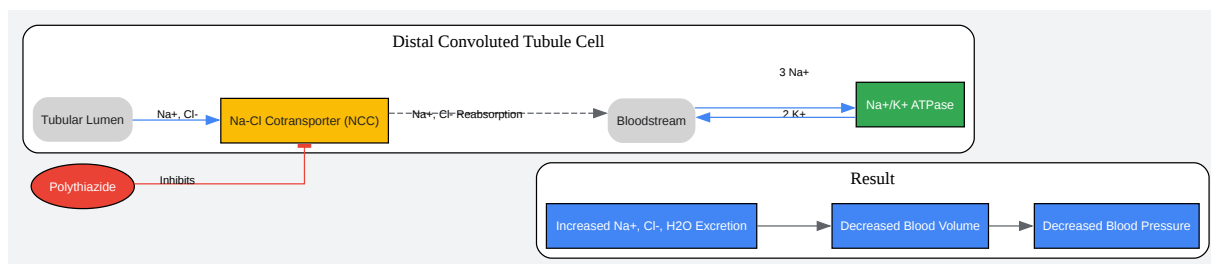 Distal Convoluted Tubule Cell
3 Na+
Tubular Lumen
Na+, Cl-
Na-Cl Cotransporter (NCC)
Na+, Cl- Reabsorption
Bloodstream
2 K+
Na+/K+ ATPase
Polythiazide
Inhibits
Result
Increased Na+, Cl-, H2O Excretion
Decreased Blood Volume
Decreased Blood Pressure